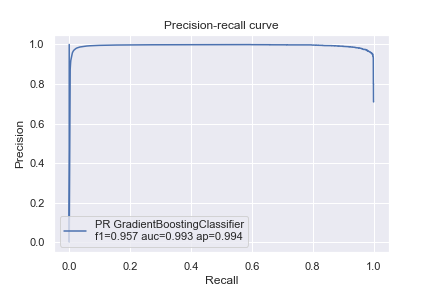 Precision-recall curve
1.0
0.8
0.6
0.4
0.2
0.0
Precision
PR GradientBoostingClassifier
f1=0.957 auc=0.993 ap=0.994
0.0 0.2 0.4 0.6 0.8 1.0
Recall